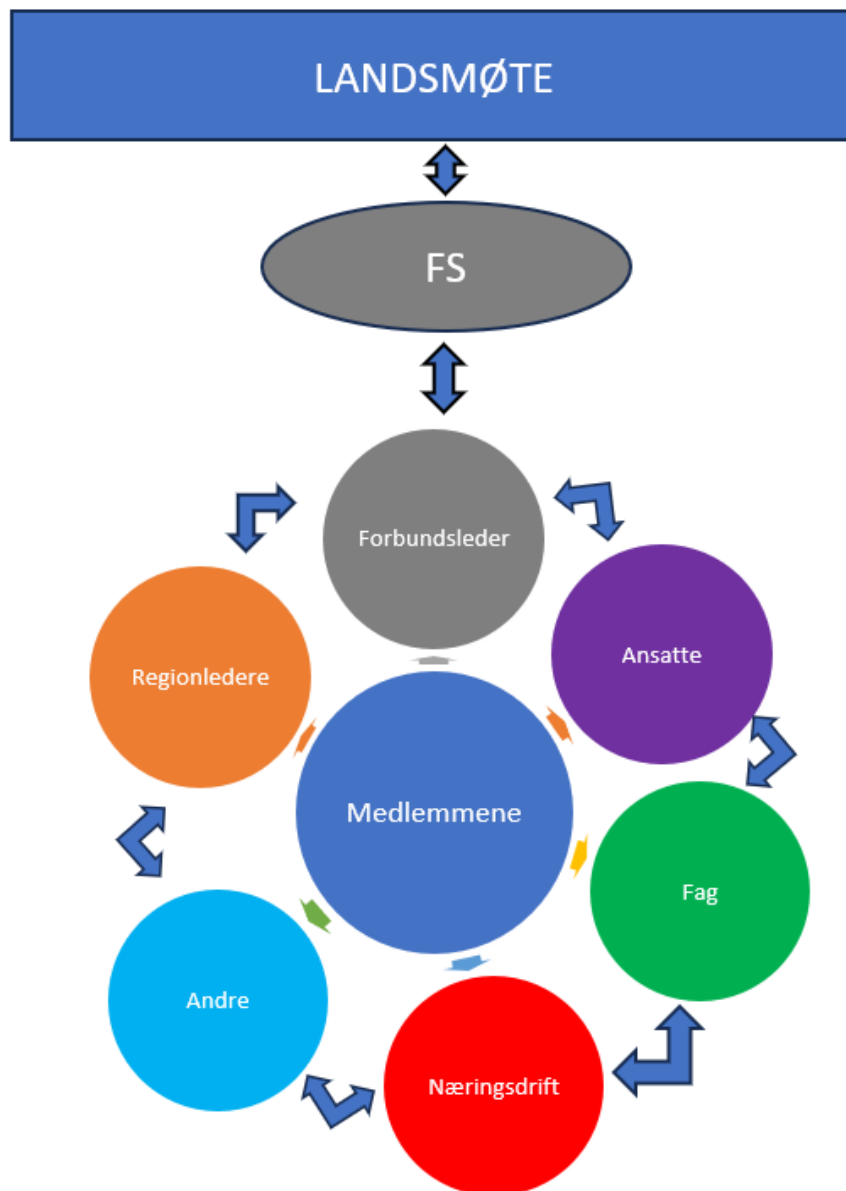 LANDSMØTE
FS
Forbundsleder
Regionledere
Ansatte
Medlemmene
Fag
Andre
Næringsdrift